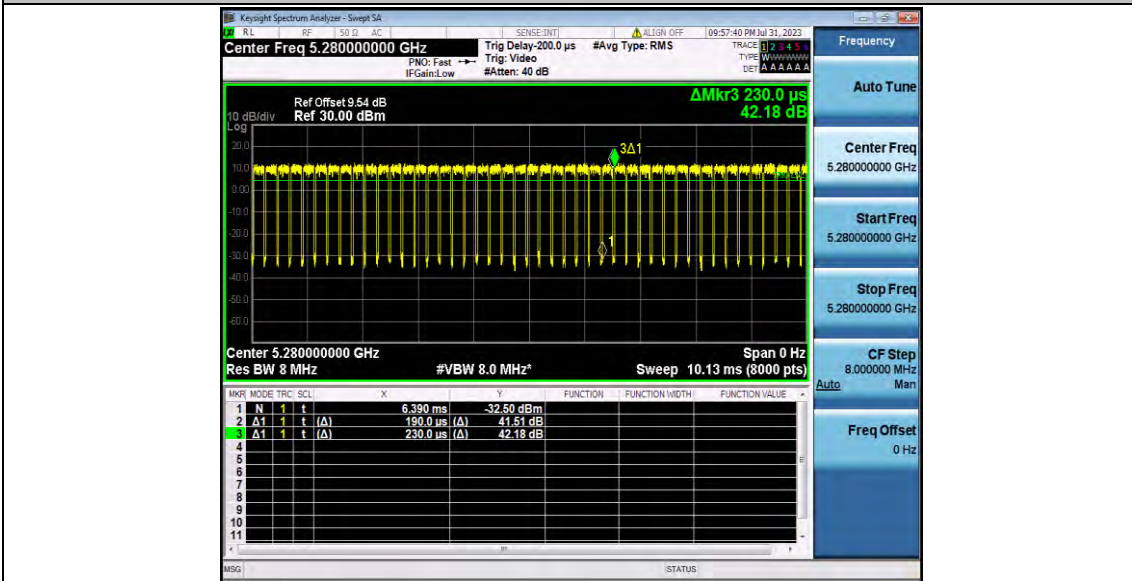 Keysight Spectrum Analyzer - Swept SA
RL RF 50 Ω AC SENSE:INT ALIGN OFF 09:57:40 PM Jul 31, 2023
Center Freq 5.280000000 GHz
PNO: Fast
IFGain:Low
Trig Delay-200.0 µs
Trig: Video
#Atten: 40 dB
#Avg Type: RMS
TRACE 1 2 3 4 5 6
TYPE
DET A A A A A A
Ref Offset 9.54 dB
Ref 30.00 dBm
10 dB/div
Log
ΔMkr3 230.0 µs
42.18 dB
20.0
10.0
0.00
-10.0
-20.0
-30.0
-40.0
-50.0
-60.0
3Δ1
1
Center 5.280000000 GHz Span 0 Hz
Res BW 8 MHz #VBW 8.0 MHz* Sweep 10.13 ms (8000 pts)
MKR MODE TRC SCL X Y FUNCTION FUNCTION WIDTH FUNCTION VALUE
1 N 1 t 6.390 ms -32.50 dBm
2 Δ1 1 t (Δ) 190.0 µs (Δ) 41.51 dB
3 Δ1 1 t (Δ) 230.0 µs (Δ) 42.18 dB
4
5
6
7
8
9
10
11
MSG STATUS
Frequency
Auto Tune
Center Freq
5.280000000 GHz
Start Freq
5.280000000 GHz
Stop Freq
5.280000000 GHz
CF Step
8.000000 MHz
Auto Man
Freq Offset
0 Hz